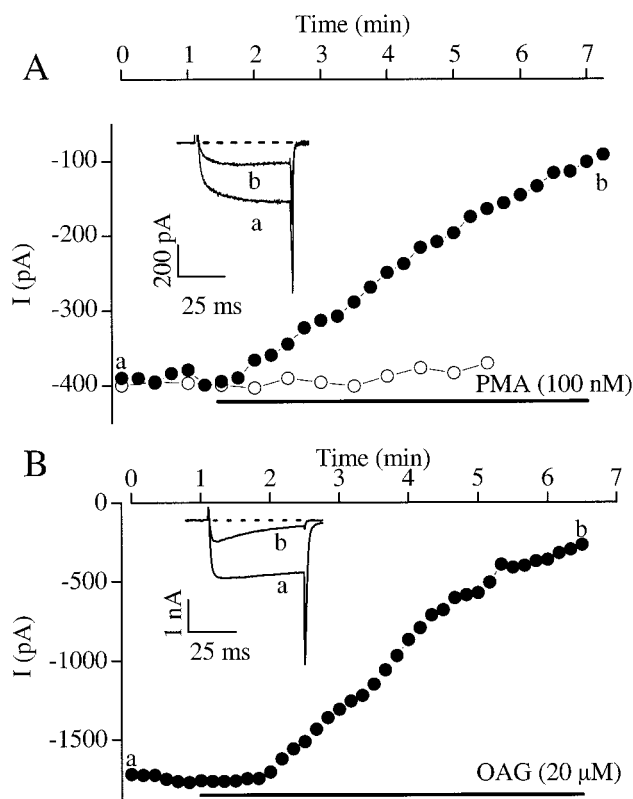 Time (min)
A
0 1 2 3 4 5 6 7
-100
-200
-300
-400
I (pA)
a
b
b
a
200 pA
25 ms
PMA (100 nM)
B
Time (min)
0 1 2 3 4 5 6 7
0
-500
-1000
-1500
I (pA)
a
b
b
a
1 nA
25 ms
OAG (20 µM)